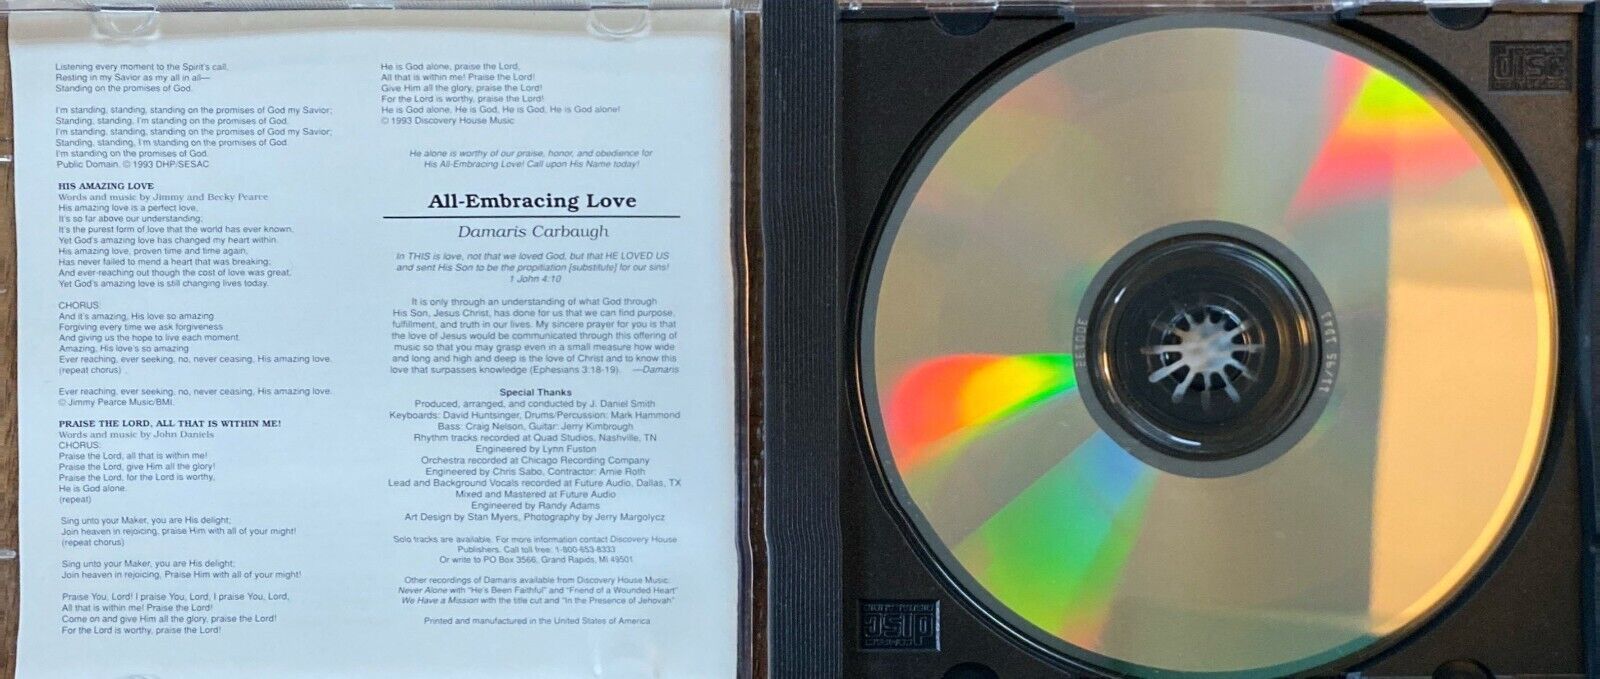 Listening every moment to the Spirit's call,
Resting in my Savior as my all in all—
Standing on the promises of God.
I'm standing, standing, standing on the promises of God my Savior;
Standing, standing, I'm standing on the promises of God.
I'm standing, standing, standing on the promises of God my Savior;
Standing, standing, I'm standing on the promises of God.
I'm standing on the promises of God.
Public Domain. © 1993 DHP/SESAC
HIS AMAZING LOVE
Words and music by Jimmy and Becky Pearce
His amazing love is a perfect love,
It's so far above our understanding;
It's the purest form of love that the world has ever known,
Yet God's amazing love has changed my heart within.
His amazing love, proven time and time again,
Has never failed to mend a heart that was breaking;
And ever-reaching out though the cost of love was great,
Yet God's amazing love is still changing lives today.
CHORUS:
And it's amazing, His love so amazing
Forgiving every time we ask forgiveness
And giving us the hope to live each moment.
Amazing, His love's so amazing
Ever reaching, ever seeking, no, never ceasing, His amazing love.
(repeat chorus)
Ever reaching, ever seeking, no, never ceasing, His amazing love.
© Jimmy Pearce Music/BMI.
PRAISE THE LORD, ALL THAT IS WITHIN ME!
Words and music by John Daniels
CHORUS:
Praise the Lord, all that is within me!
Praise the Lord, give Him all the glory!
Praise the Lord, for the Lord is worthy,
He is God alone.
(repeat)
Sing unto your Maker, you are His delight;
Join heaven in rejoicing, praise Him with all of your might!
(repeat chorus)
Sing unto your Maker, you are His delight;
Join heaven in rejoicing, Praise Him with all of your might!
Praise You, Lord! I praise You, Lord, I praise You, Lord,
All that is within me! Praise the Lord!
Come on and give Him all the glory, praise the Lord!
For the Lord is worthy, praise the Lord!
He is God alone, praise the Lord,
All that is within me! Praise the Lord!
Give Him all the glory, praise the Lord!
For the Lord is worthy, praise the Lord!
He is God alone, He is God, He is God, He is God alone!
© 1993 Discovery House Music
He alone is worthy of our praise, honor, and obedience for
His All-Embracing Love! Call upon His Name today!
All-Embracing Love
Damaris Carbaugh
In THIS is love, not that we loved God, but that HE LOVED US
and sent His Son to be the propitiation [substitute] for our sins!
1 John 4:10
It is only through an understanding of what God through
His Son, Jesus Christ, has done for us that we can find purpose,
fulfillment, and truth in our lives. My sincere prayer for you is that
the love of Jesus would be communicated through this offering of
music so that you may grasp even in a small measure how wide
and long and high and deep is the love of Christ and to know this
love that surpasses knowledge (Ephesians 3:18-19). —Damaris
Special Thanks
Produced, arranged, and conducted by J. Daniel Smith
Keyboards: David Huntsinger, Drums/Percussion: Mark Hammond
Bass: Craig Nelson, Guitar: Jerry Kimbrough
Rhythm tracks recorded at Quad Studios, Nashville, TN
Engineered by Lynn Fuston
Orchestra recorded at Chicago Recording Company
Engineered by Chris Sabo, Contractor: Arnie Roth
Lead and Background Vocals recorded at Future Audio, Dallas, TX
Mixed and Mastered at Future Audio
Engineered by Randy Adams
Art Design by Stan Myers, Photography by Jerry Margolycz
Solo tracks are available. For more information contact Discovery House
Publishers. Call toll free: 1-800-653-8333
Or write to PO Box 3566, Grand Rapids, MI 49501
Other recordings of Damaris available from Discovery House Music:
Never Alone with "He's Been Faithful" and "Friend of a Wounded Heart"
We Have a Mission with the title cut and "In the Presence of Jehovah"
Printed and manufactured in the United States of America
COMPACT
disc
disc